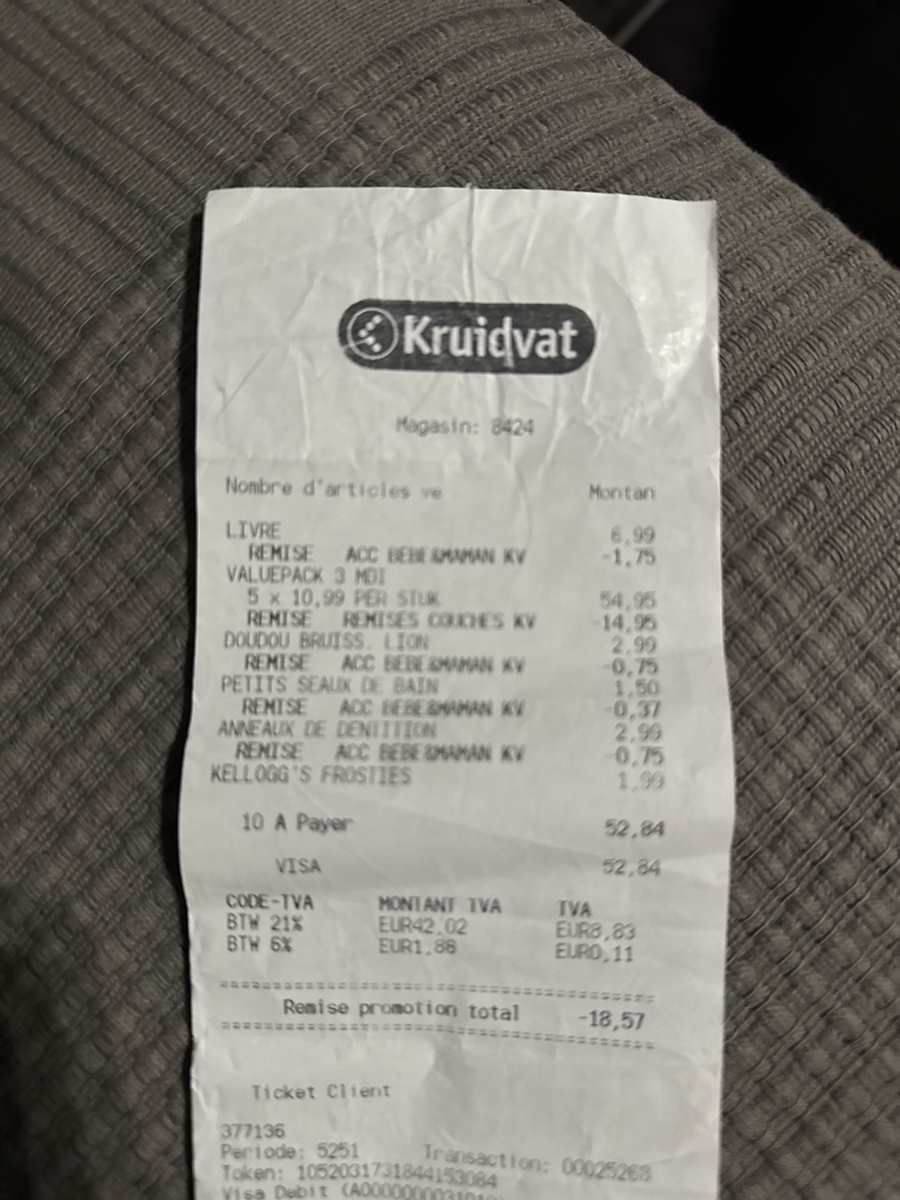 Kruidvat
Magasin: 8424
Nombre d'articles ve Montan
LIVRE 6,99
REMISE ACC BEBE&MAMAN KV -1,75
VALUEPACK 3 MDI
5 x 10,99 PER STUK 54,95
REMISE REMISES COUCHES KV -14,95
DOUDOU BRUISS. LION 2,99
REMISE ACC BEBE&MAMAN KV -0,75
PETITS SEAUX DE BAIN 1,50
REMISE ACC BEBE&MAMAN KV -0,37
ANNEAUX DE DENTITION 2,99
REMISE ACC BEBE&MAMAN KV -0,75
KELLOGG'S FROSTIES 1,99
10 A Payer 52,84
VISA 52,84
CODE-TVA MONTANT TVA TVA
BTW 21% EUR42,02 EUR8,83
BTW 6% EUR1,88 EUR0,11
Remise promotion total -18,57
Ticket Client
377136
Periode: 5251 Transaction: 00025268
Token: 1052031731844153084
Visa Debit